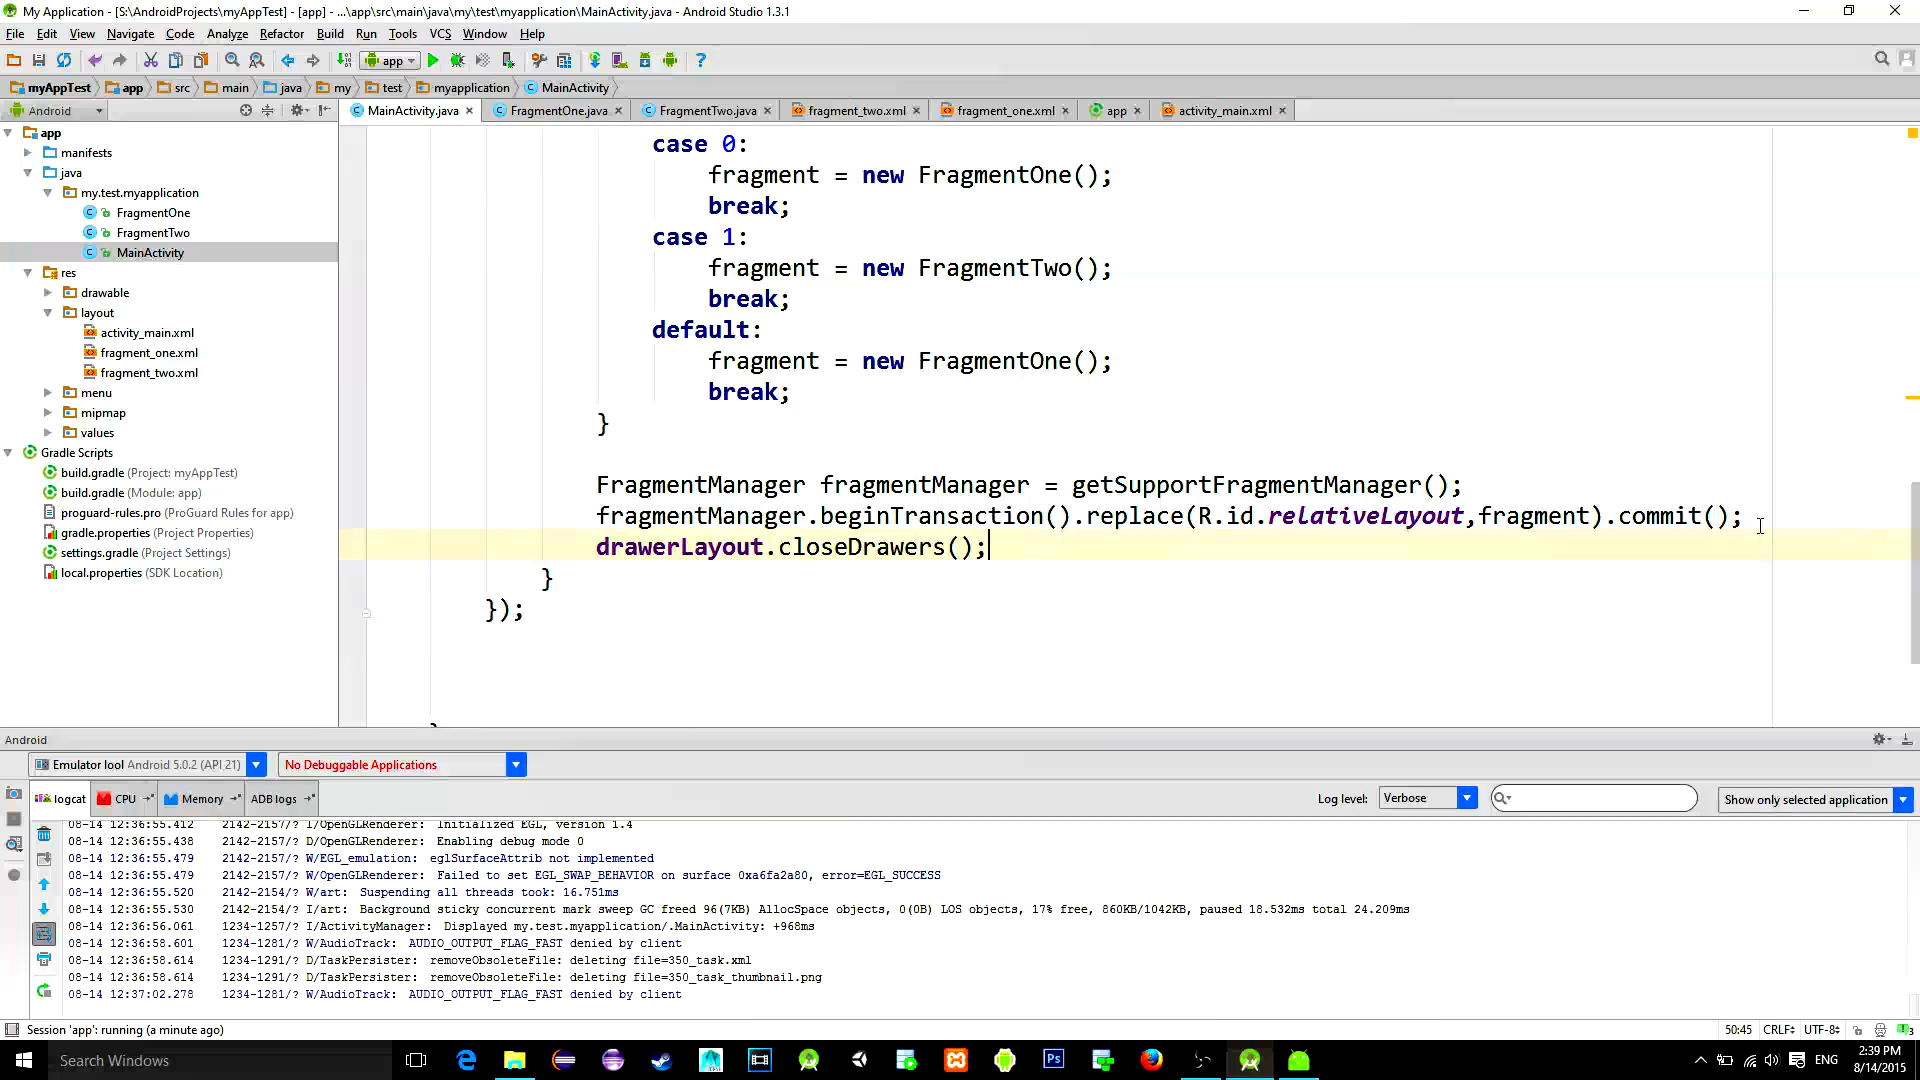 My Application - [S:\AndroidProjects\myAppTest] - [app] - ...\app\src\main\java\my\test\myapplication\MainActivity.java - Android Studio 1.3.1
File Edit View Navigate Code Analyze Refactor Build Run Tools VCS Window Help
app
myAppTest app src main java my test myapplication MainActivity
Android
MainActivity.java FragmentOne.java FragmentTwo.java fragment_two.xml fragment_one.xml app activity_main.xml
app
manifests
java
my.test.myapplication
FragmentOne
FragmentTwo
MainActivity
res
drawable
layout
activity_main.xml
fragment_one.xml
fragment_two.xml
menu
mipmap
values
Gradle Scripts
build.gradle (Project: myAppTest)
build.gradle (Module: app)
proguard-rules.pro (ProGuard Rules for app)
gradle.properties (Project Properties)
settings.gradle (Project Settings)
local.properties (SDK Location)
case 0:
fragment = new FragmentOne();
break;
case 1:
fragment = new FragmentTwo();
break;
default:
fragment = new FragmentOne();
break;
}
FragmentManager fragmentManager = getSupportFragmentManager();
fragmentManager.beginTransaction().replace(R.id.relativeLayout,fragment).commit();
drawerLayout.closeDrawers();
}
});
Android
Emulator lool Android 5.0.2 (API 21) No Debuggable Applications
logcat CPU Memory ADB logs Log level: Verbose Show only selected application
08-14 12:36:55.412 2142-2157/? I/OpenGLRenderer: Initialized EGL, version 1.4
08-14 12:36:55.438 2142-2157/? D/OpenGLRenderer: Enabling debug mode 0
08-14 12:36:55.479 2142-2157/? W/EGL_emulation: eglSurfaceAttrib not implemented
08-14 12:36:55.479 2142-2157/? W/OpenGLRenderer: Failed to set EGL_SWAP_BEHAVIOR on surface 0xa6fa2a80, error=EGL_SUCCESS
08-14 12:36:55.520 2142-2154/? W/art: Suspending all threads took: 16.751ms
08-14 12:36:55.530 2142-2154/? I/art: Background sticky concurrent mark sweep GC freed 96(7KB) AllocSpace objects, 0(0B) LOS objects, 17% free, 860KB/1042KB, paused 18.532ms total 24.209ms
08-14 12:36:56.061 1234-1257/? I/ActivityManager: Displayed my.test.myapplication/.MainActivity: +968ms
08-14 12:36:58.601 1234-1281/? W/AudioTrack: AUDIO_OUTPUT_FLAG_FAST denied by client
08-14 12:36:58.614 1234-1291/? D/TaskPersister: removeObsoleteFile: deleting file=350_task.xml
08-14 12:36:58.614 1234-1291/? D/TaskPersister: removeObsoleteFile: deleting file=350_task_thumbnail.png
08-14 12:37:02.278 1234-1281/? W/AudioTrack: AUDIO_OUTPUT_FLAG_FAST denied by client
Session 'app': running (a minute ago) 50:45 CRLF UTF-8 3
Search Windows Ps ENG 2:39 PM
8/14/2015